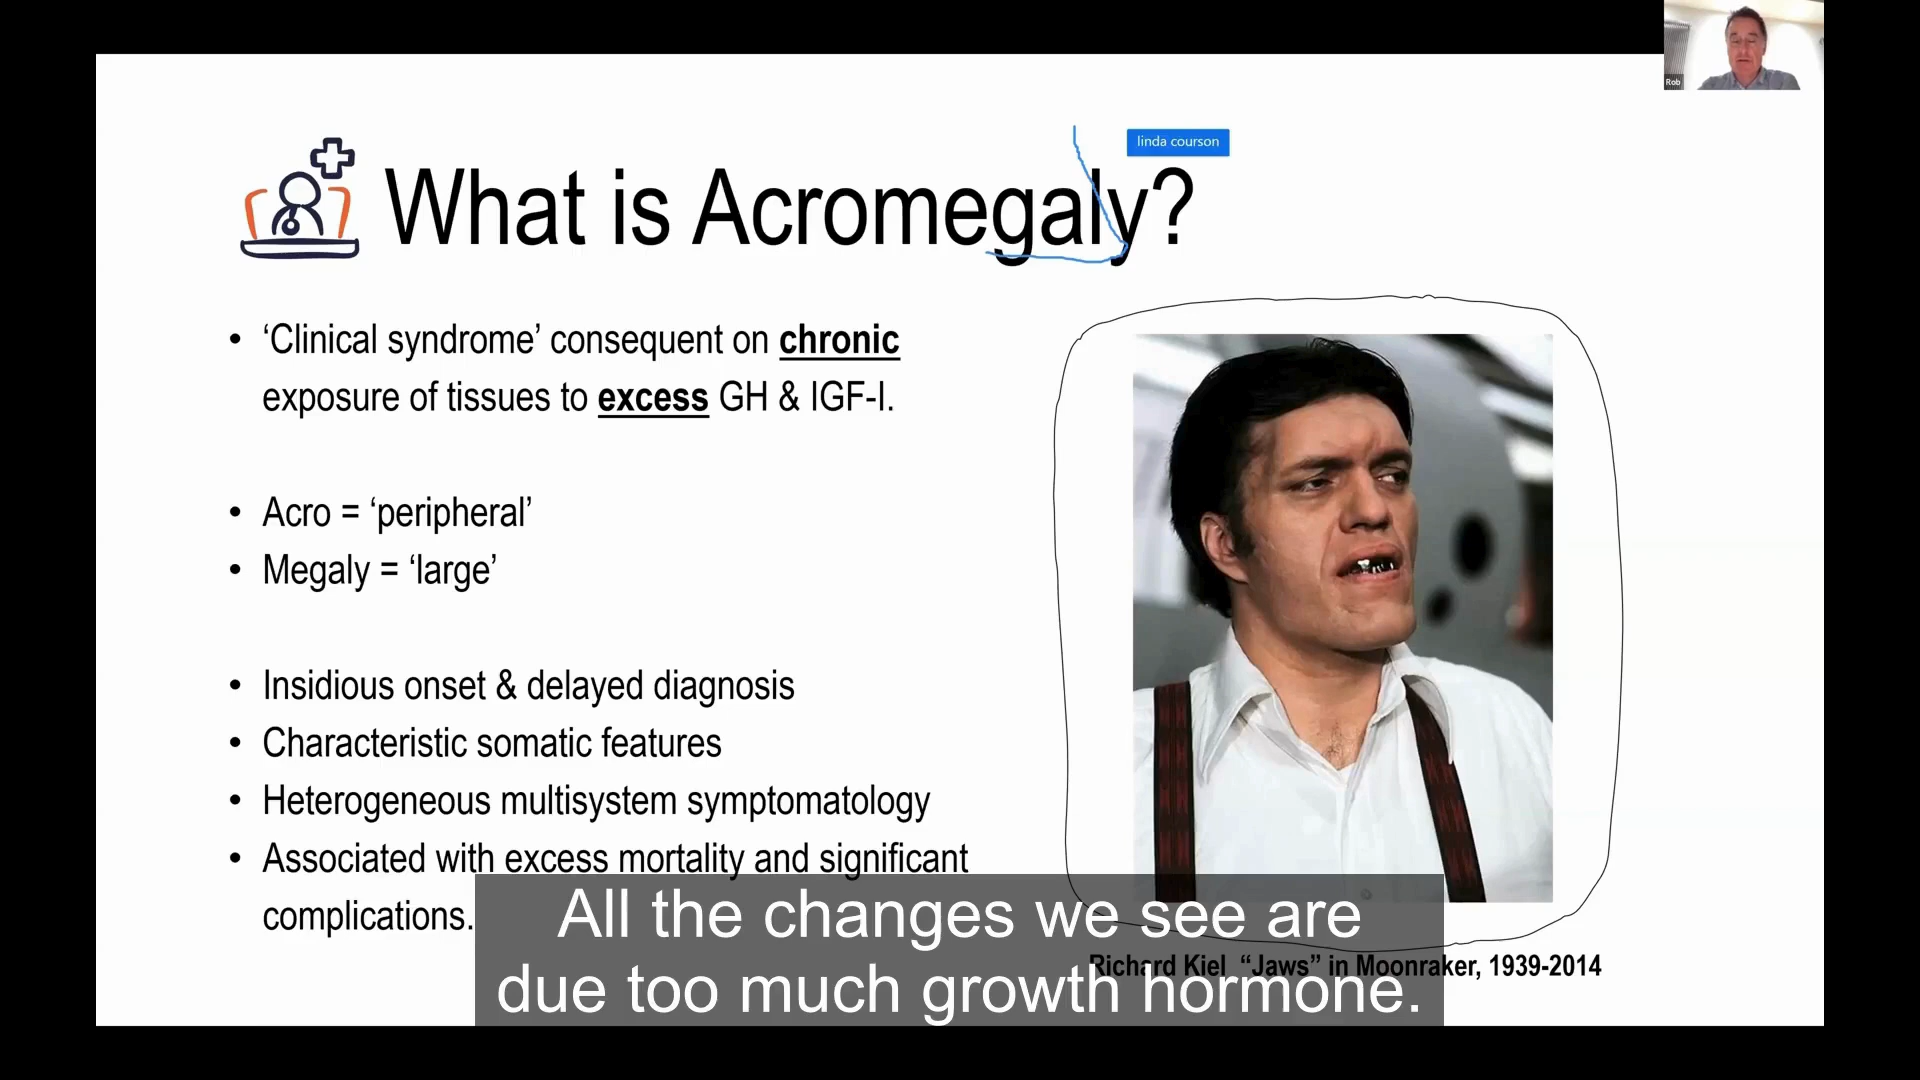 Rob
linda courson
What is Acromegaly?
• ‘Clinical syndrome’ consequent on chronic
exposure of tissues to excess GH & IGF-I.
• Acro = ‘peripheral’
• Megaly = ‘large’
• Insidious onset & delayed diagnosis
• Characteristic somatic features
• Heterogeneous multisystem symptomatology
• Associated with excess mortality and significant
complications.
Richard Kiel “Jaws” in Moonraker, 1939-2014
All the changes we see are
due too much growth hormone.